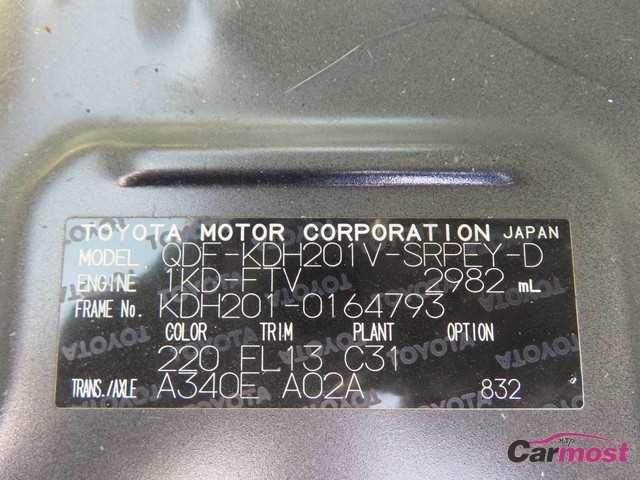 TOYOTA MOTOR CORPORATION JAPAN
MODEL QDF-KDH201V-SRPEY-D
ENGINE 1KD-FTV 2982 mL
FRAME No. KDH201-0164793
COLOR TRIM PLANT OPTION
220 FL13 C31
TRANS./AXLE A340E A02A 832
Carmost